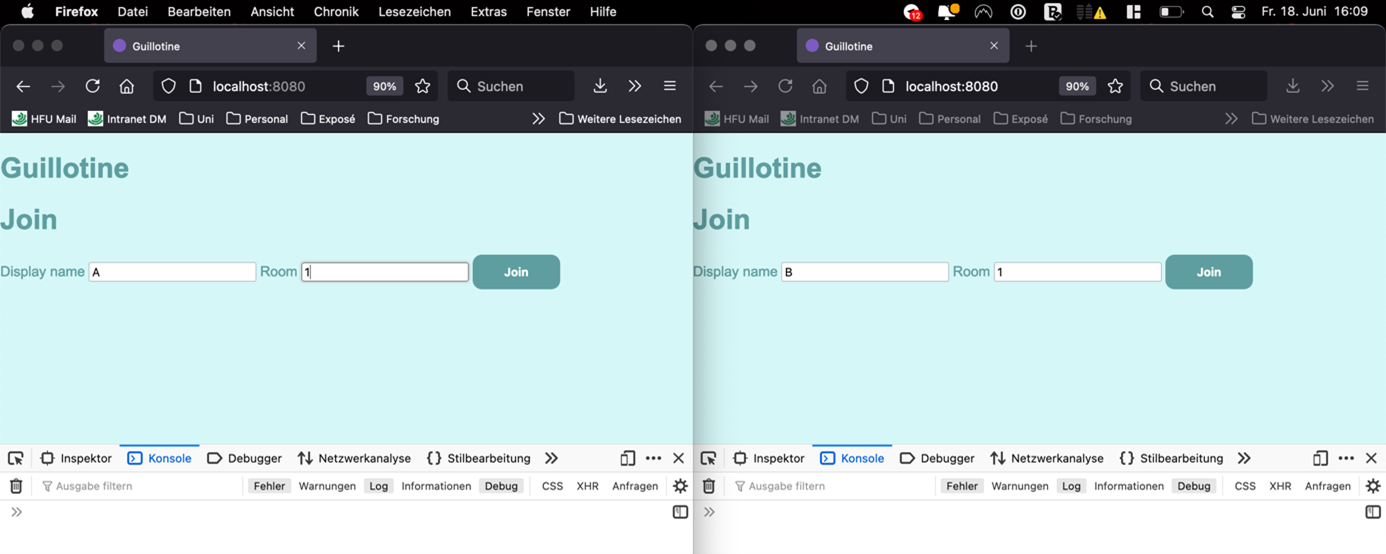 Firefox Datei Bearbeiten Ansicht Chronik Lesezeichen Extras Fenster Hilfe 12 Fr. 18. Juni 16:09
Guillotine
localhost:8080 90% Suchen
HFU Mail Intranet DM Uni Personal Exposé Forschung Weitere Lesezeichen
Guillotine
Join
Display name A Room 1 Join
Inspektor Konsole Debugger Netzwerkanalyse Stilbearbeitung
Ausgabe filtern Fehler Warnungen Log Informationen Debug CSS XHR Anfragen
Guillotine
localhost:8080 90% Suchen
HFU Mail Intranet DM Uni Personal Exposé Forschung Weitere Lesezeichen
Guillotine
Join
Display name B Room 1 Join
Inspektor Konsole Debugger Netzwerkanalyse Stilbearbeitung
Ausgabe filtern Fehler Warnungen Log Informationen Debug CSS XHR Anfragen